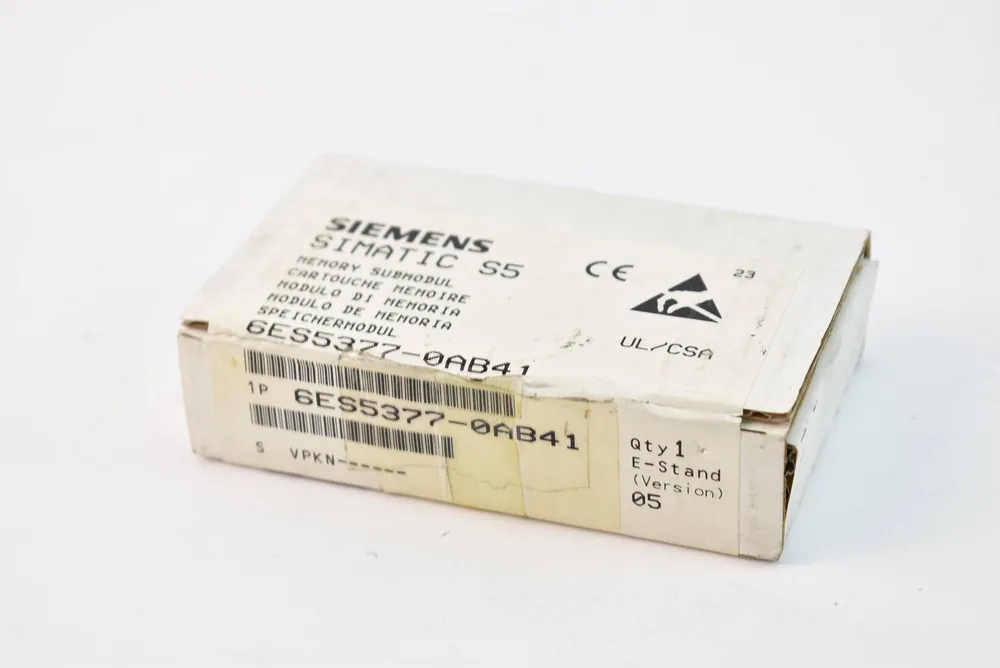 SIEMENS
SIMATIC S5
MEMORY SUBMODUL
CARTOUCHE MEMOIRE
MODULO DI MEMORIA
MODULO DE MEMORIA
SPEICHERMODUL
6ES5377-0AB41
CE
23
UL/CSA
1P 6ES5377-0AB41
S VPKN------
Qty 1
E-Stand
(Version)
05